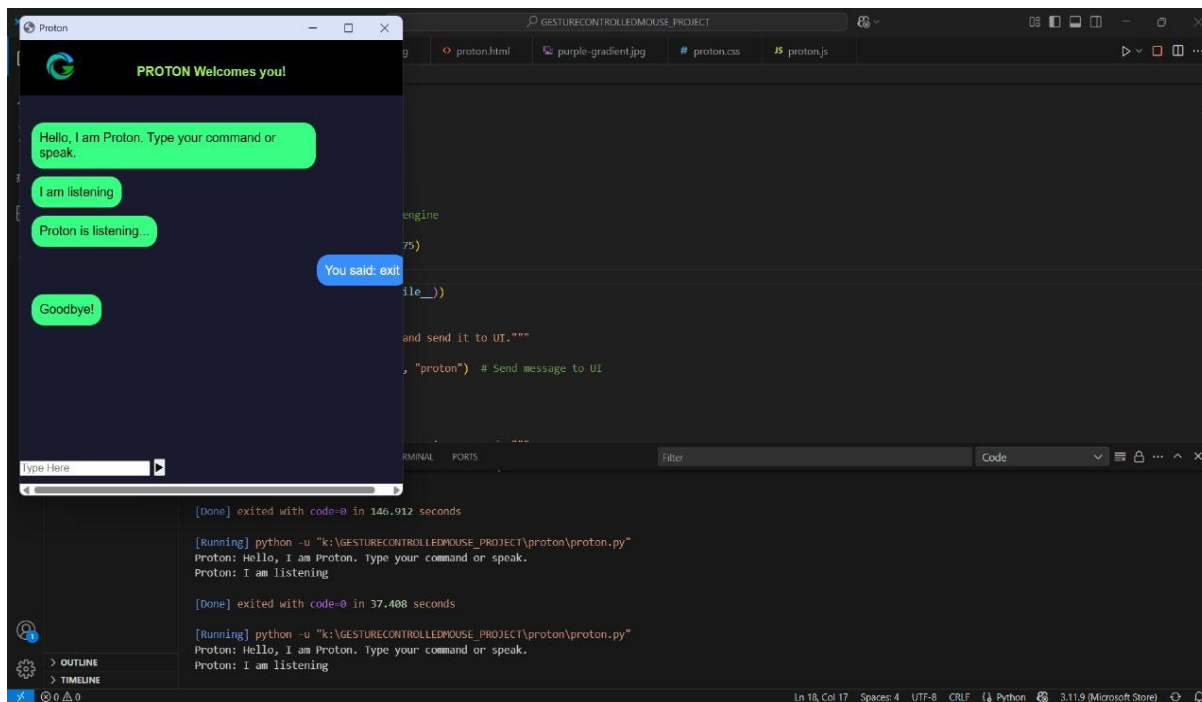 Proton
PROTON Welcomes you!
Hello, I am Proton. Type your command or
speak.
I am listening
Proton is listening...
You said: exit
Goodbye!
Type Here
GESTURECONTROLLEDMOUSE_PROJECT
proton.html
purple-gradient.jpg
# proton.css
JS proton.js
engine
75)
ile__))
and send it to UI."""
, "proton") # Send message to UI
RMINAL PORTS
Filter
Code
[Done] exited with code=0 in 146.912 seconds
[Running] python -u "k:\GESTURECONTROLLEDMOUSE_PROJECT\proton\proton.py"
Proton: Hello, I am Proton. Type your command or speak.
Proton: I am listening
[Done] exited with code=0 in 37.408 seconds
[Running] python -u "k:\GESTURECONTROLLEDMOUSE_PROJECT\proton\proton.py"
Proton: Hello, I am Proton. Type your command or speak.
Proton: I am listening
> OUTLINE
> TIMELINE
0 0
Ln 18, Col 17 Spaces: 4 UTF-8 CRLF Python 3.11.9 (Microsoft Store)